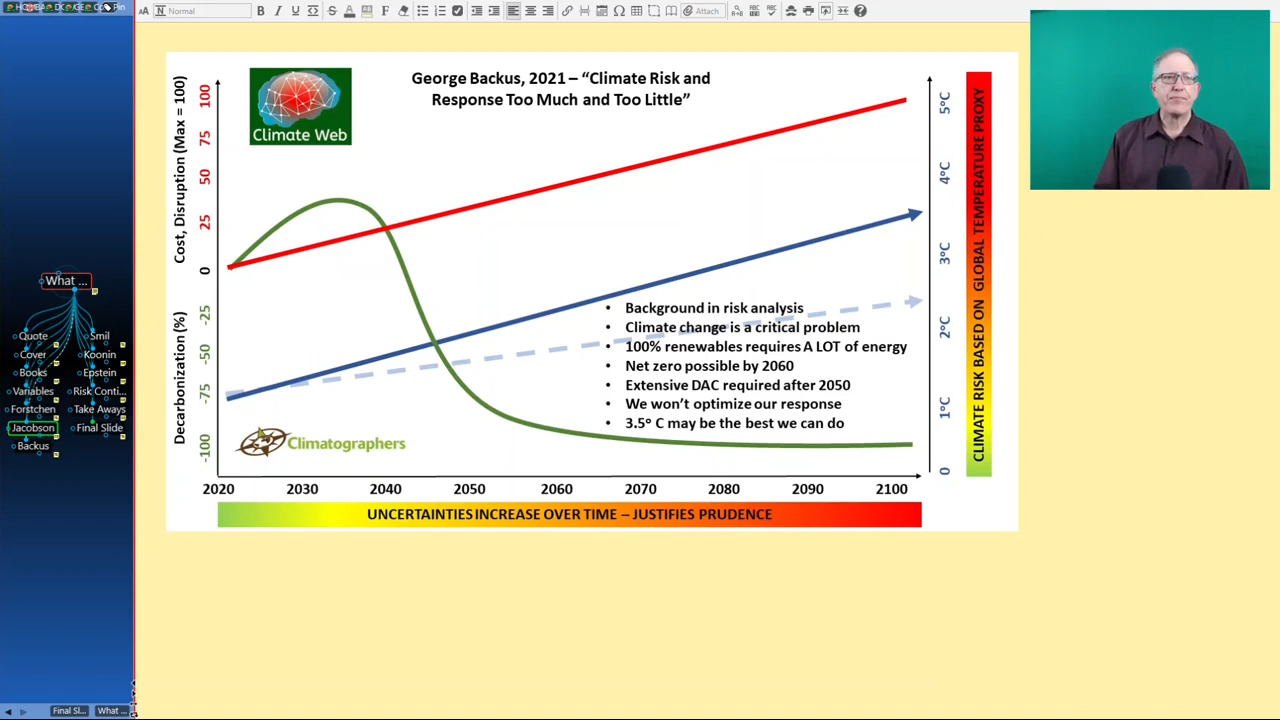 Normal
Attach
George Backus, 2021 – “Climate Risk and
Response Too Much and Too Little”
Climate Web
Cost, Disruption (Max = 100)
100
75
50
25
0
Decarbonization (%)
-25
-50
-75
-100
5°C
4°C
3°C
2°C
1°C
0
CLIMATE RISK BASED ON GLOBAL TEMPERATURE PROXY
• Background in risk analysis
• Climate change is a critical problem
• 100% renewables requires A LOT of energy
• Net zero possible by 2060
• Extensive DAC required after 2050
• We won’t optimize our response
• 3.5° C may be the best we can do
Climatographers
2020 2030 2040 2050 2060 2070 2080 2090 2100
UNCERTAINTIES INCREASE OVER TIME – JUSTIFIES PRUDENCE
What ...
Quote
Cover
Books
Variables
Forstchen
Jacobson
Backus
Smil
Koonin
Epstein
Risk Conti...
Take Aways
Final Slide
Final Sl...
What ...